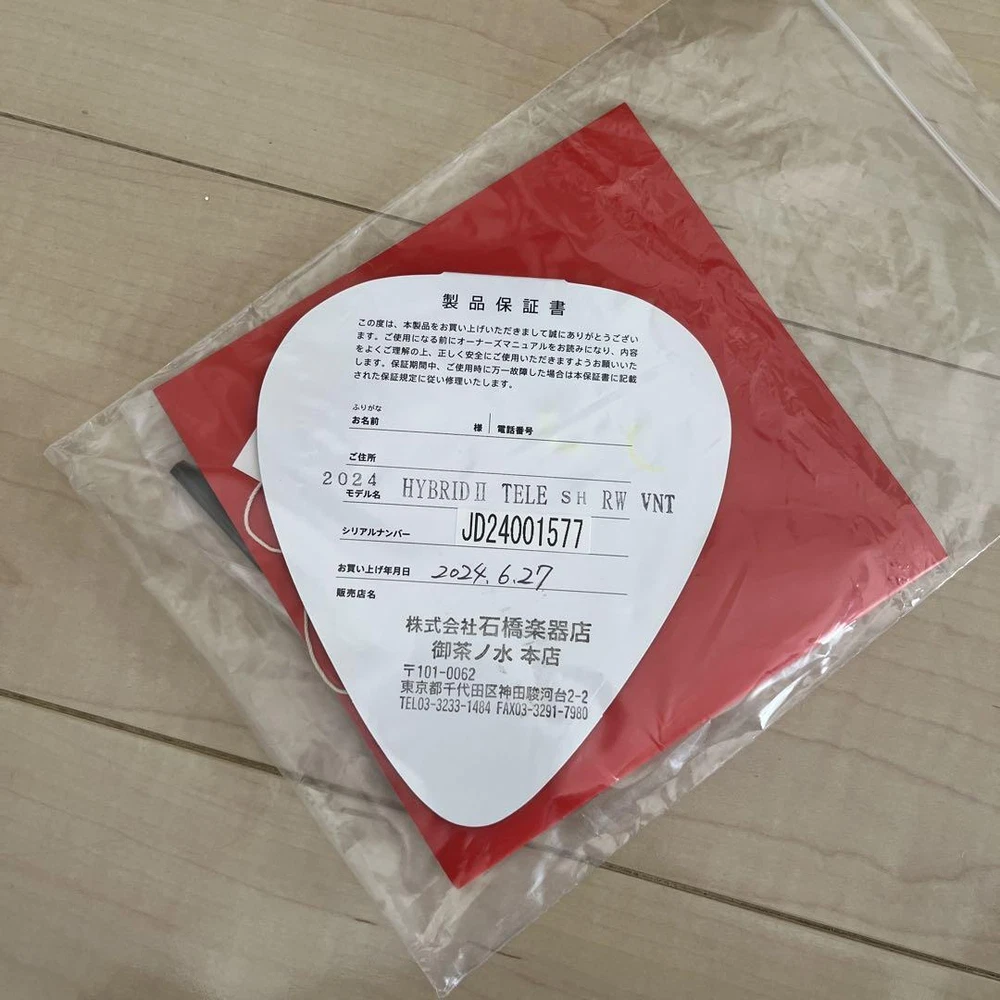 製品保証書
この度は、本製品をお買い上げいただきまして誠にありがとうござい
ます。ご使用になる前にオーナーズマニュアルをお読みになり、内容
をよくご理解の上、正しく安全にご使用いただきますようお願いいた
します。保証期間中、ご使用時に万一故障した場合は本保証書に記載
された保証規定に従い修理いたします。
ふりがな
お名前 様 電話番号
ご住所
2024
モデル名 HYBRID II TELE SH RW VNT
シリアルナンバー JD24001577
お買い上げ年月日 2024.6.27
販売店名
株式会社石橋楽器店
御茶ノ水 本店
〒101-0062
東京都千代田区神田駿河台2-2
TEL03-3233-1484 FAX03-3291-7980